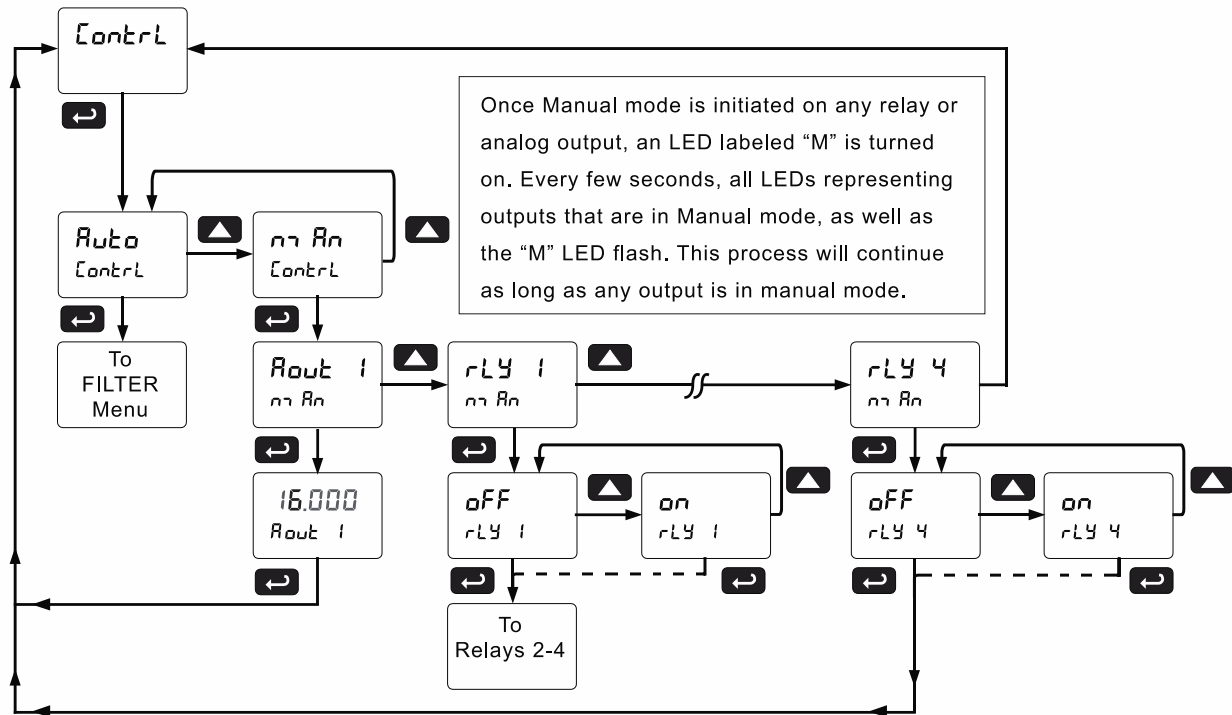 ContrL
Once Manual mode is initiated on any relay or
analog output, an LED labeled “M” is turned
on. Every few seconds, all LEDs representing
outputs that are in Manual mode, as well as
the “M” LED flash. This process will continue
as long as any output is in manual mode.
Auto
ContrL
mAn
ContrL
To
FILTER
Menu
Aout 1
mAn
rLY 1
mAn
rLY 4
mAn
16.000
Aout 1
oFF
rLY 1
on
rLY 1
oFF
rLY 4
on
rLY 4
To
Relays 2-4